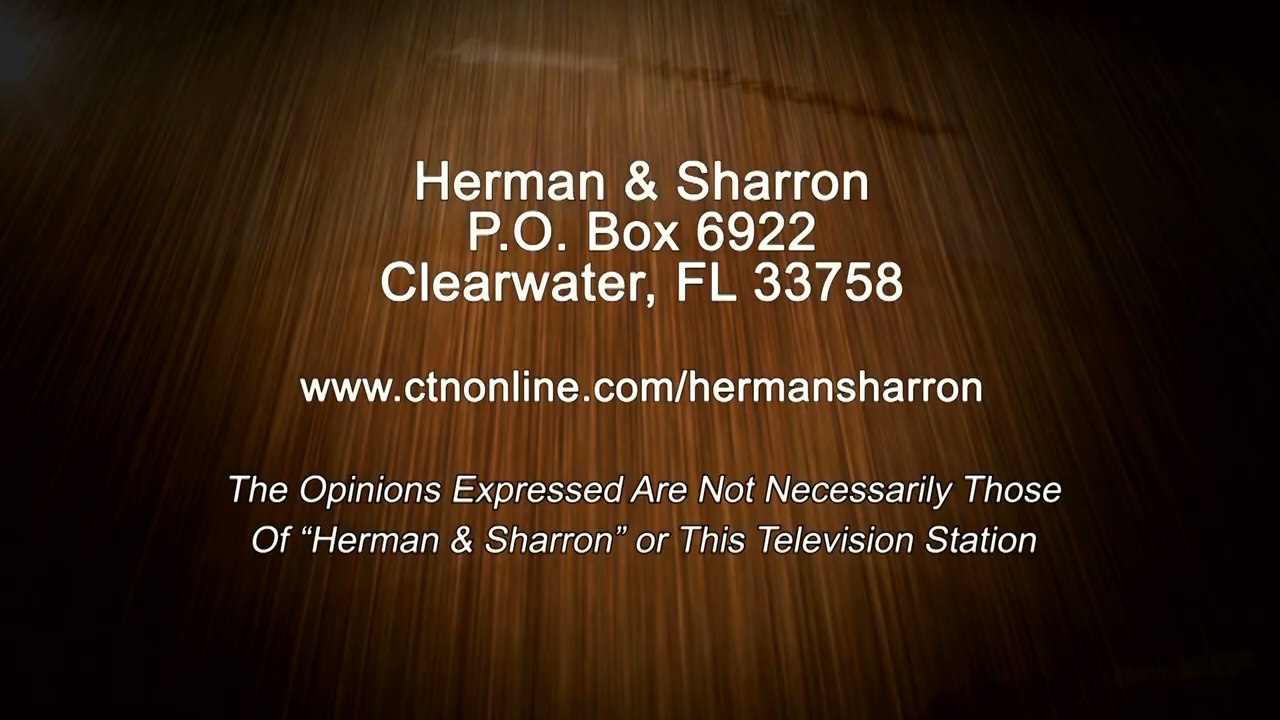 Herman & Sharron
P.O. Box 6922
Clearwater, FL 33758
www.ctnonline.com/hermansharron
The Opinions Expressed Are Not Necessarily Those
Of “Herman & Sharron” or This Television Station